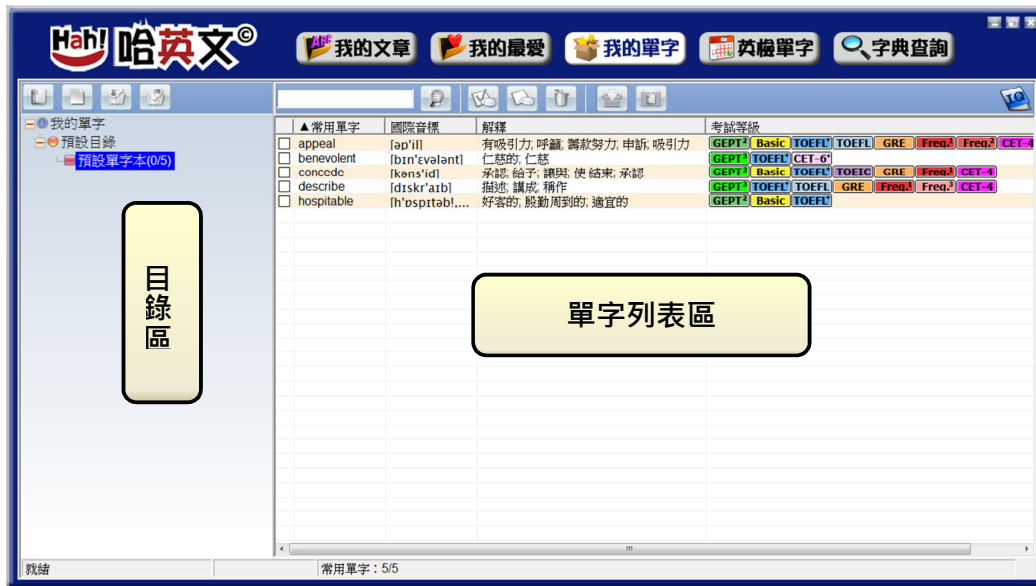 Hah! 哈英文©
我的文章 我的最愛 我的單字 英檢單字 字典查詢
我的單字
預設目錄
預設單字本(0/5)
▲常用單字 國際音標 解釋 考試等級
appeal [əp'il] 有吸引力; 呼籲; 籌款努力; 申訴; 吸引力 GEPT² Basic TOEFL⁺ TOEFL GRE Freq.¹ Freq.² CET-4
benevolent [bɪn'ɛvələnt] 仁慈的; 仁慈 GEPT³ TOEFL⁺ CET-6⁺
concede [kəns'id] 承認; 給予; 讓與; 使 結束; 承認 GEPT³ Basic TOEFL⁺ TOEIC GRE Freq.¹ CET-4
describe [dɪskr'aɪb] 描述; 講成; 稱作 GEPT³ TOEFL⁺ TOEFL GRE Freq.¹ Freq.³ CET-4
hospitable [h'ɒspɪtəb!,... 好客的; 殷勤周到的; 適宜的 GEPT² Basic TOEFL⁺
目錄區
單字列表區
就緒 常用單字：5/5